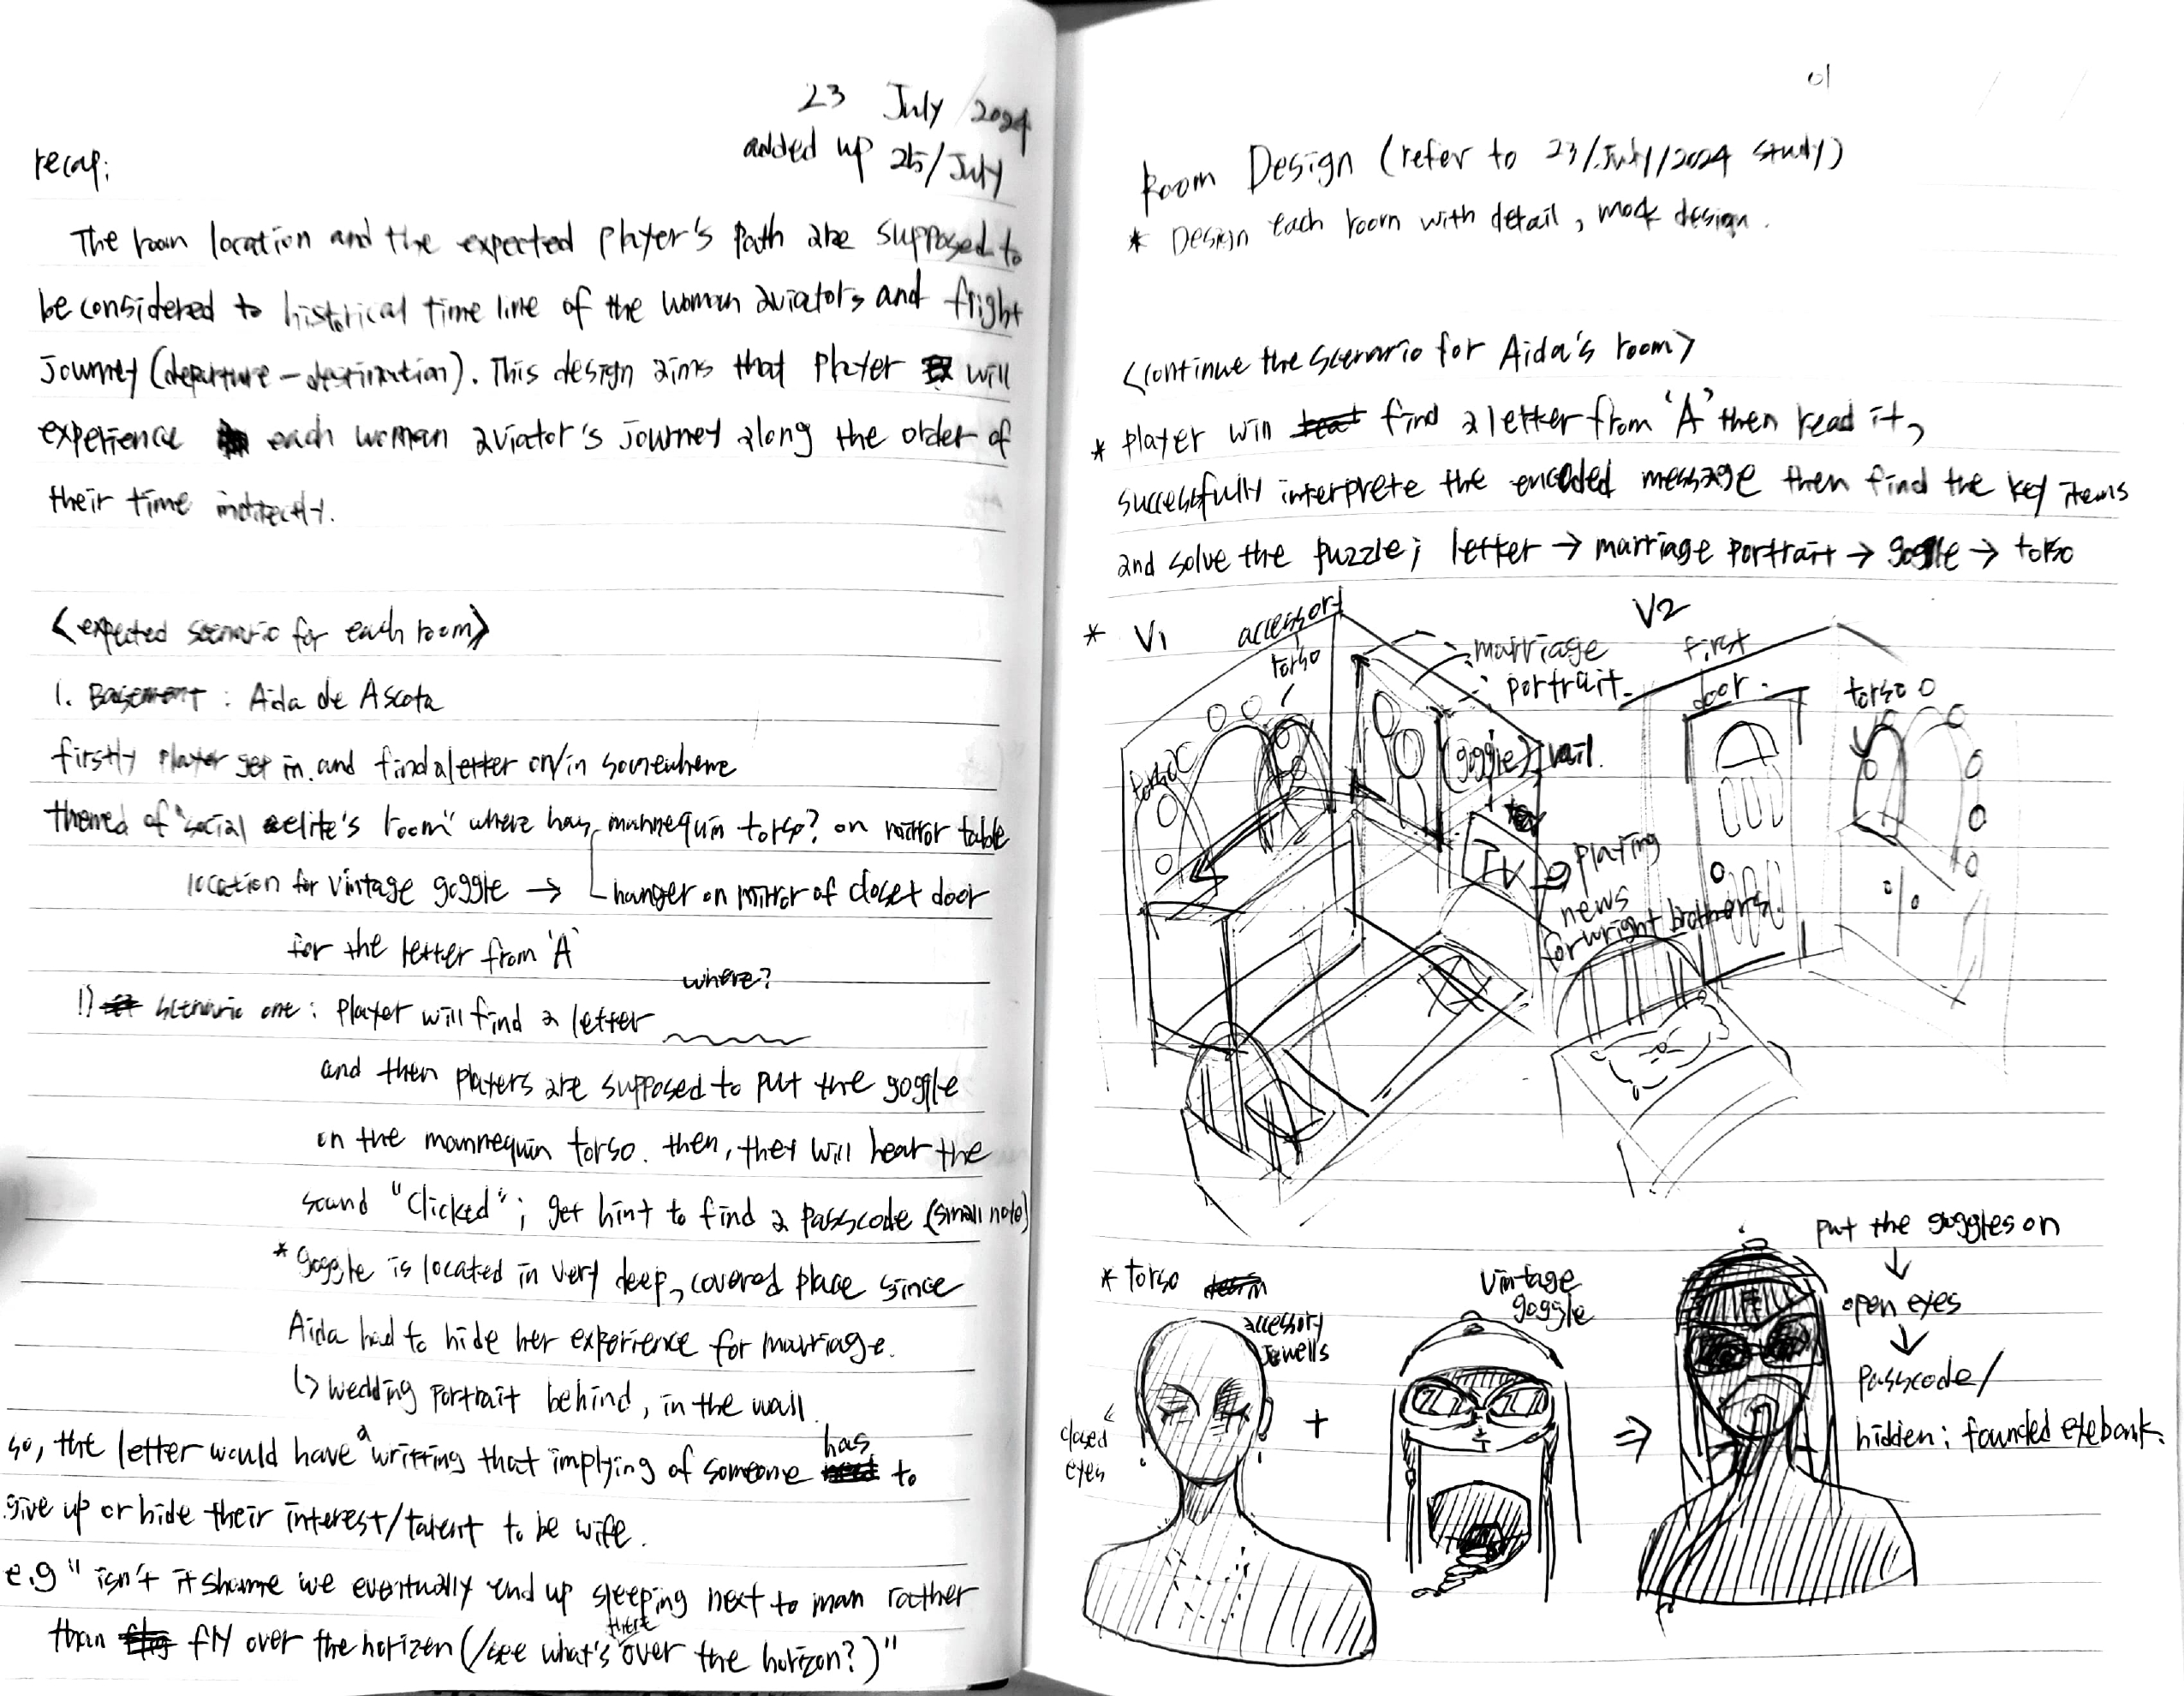 23 July / 2024
added up 25/July
recap:
The room location and the expected player's path are supposed to
be considered to historical time line of the woman aviators and fright
Journey (departure – destination). This design aims that player will
experience each woman aviator's journey along the order of
their time indirectly.
<expected scenario for each room>
1. Basement : Aida de Ascota
firstly player get in. and find a letter on/in somewhere
themed of "social elite's room" where has mannequin torso? on mirror table
location for vintage goggle → hanger on mirror of closet door
for the letter from 'A'
where?
1) scenario one : player will find a letter
and then players are supposed to put the goggle
on the mannequin torso. then, they will hear the
sound "clicked" ; get hint to find a passcode (small note)
* goggle is located in very deep, covered place since
Aida had to hide her experience for marriage.
↳ wedding portrait behind, in the wall
so, the letter would have a writting that implying of someone has to
give up or hide their interest/talent to be wife.
e.g " isn't it shame we eventually end up sleeping next to man rather
than fly over the horizen (/see what's there over the horizon?)"
01
Room Design (refer to 23/July/2024 study)
* Design each room with detail, mock design.
<continue the scenario for Aida's room>
* player will find a letter from 'A' then read it,
successfully interprete the encoded message then find the key items
and solve the puzzle; letter → marriage portrait → goggle → torso
* V1
accessory
torso
torso
marriage
portrait
(goggle)
vail.
TV → playing
news
for wright brothers.
V2
first
door
torso
* torso
accessory
Jewells
closed
eyes
+
vintage
goggle
⇒
put the goggles on
↓
open eyes
↓
passcode/
hidden; founded eyebank.